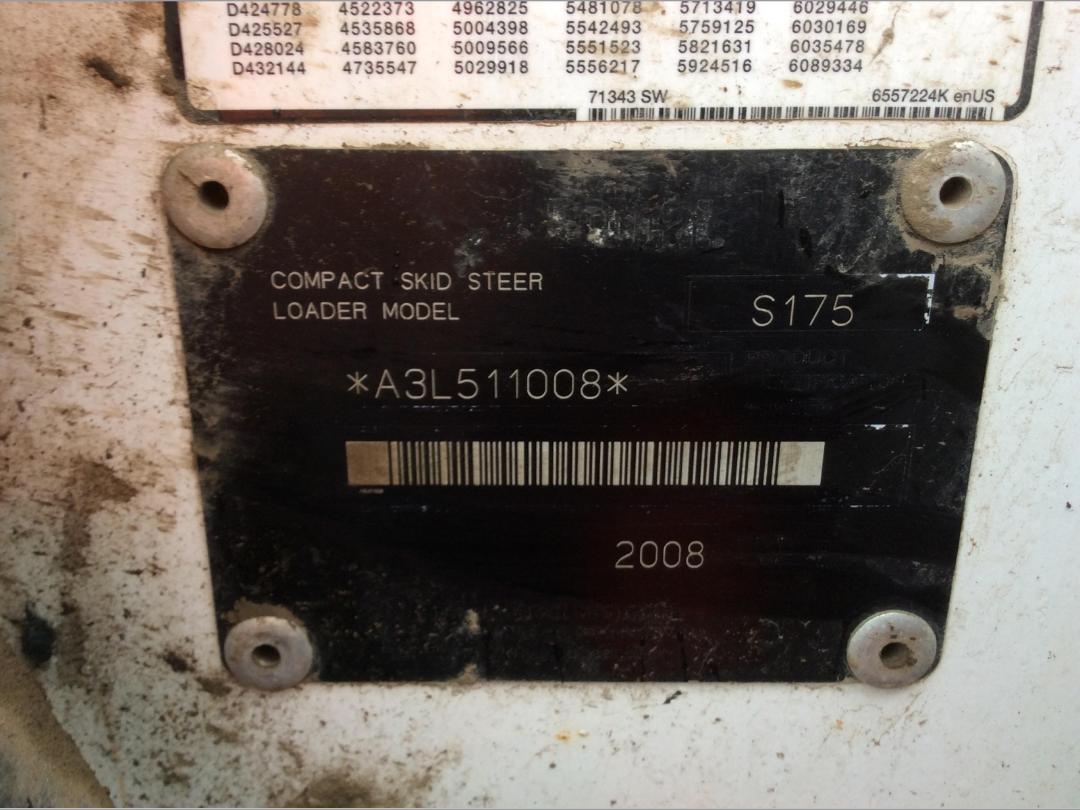 D424778 4522373 4962825 5481078 5713419 6029446
D425527 4535868 5004398 5542493 5759125 6030169
D428024 4583760 5009566 5551523 5821631 6035478
D432144 4735547 5029918 5556217 5924516 6089334
71343 SW 6557224K enUS
COMPACT SKID STEER
LOADER MODEL
S175
PRODUCT
*A3L511008*
2008